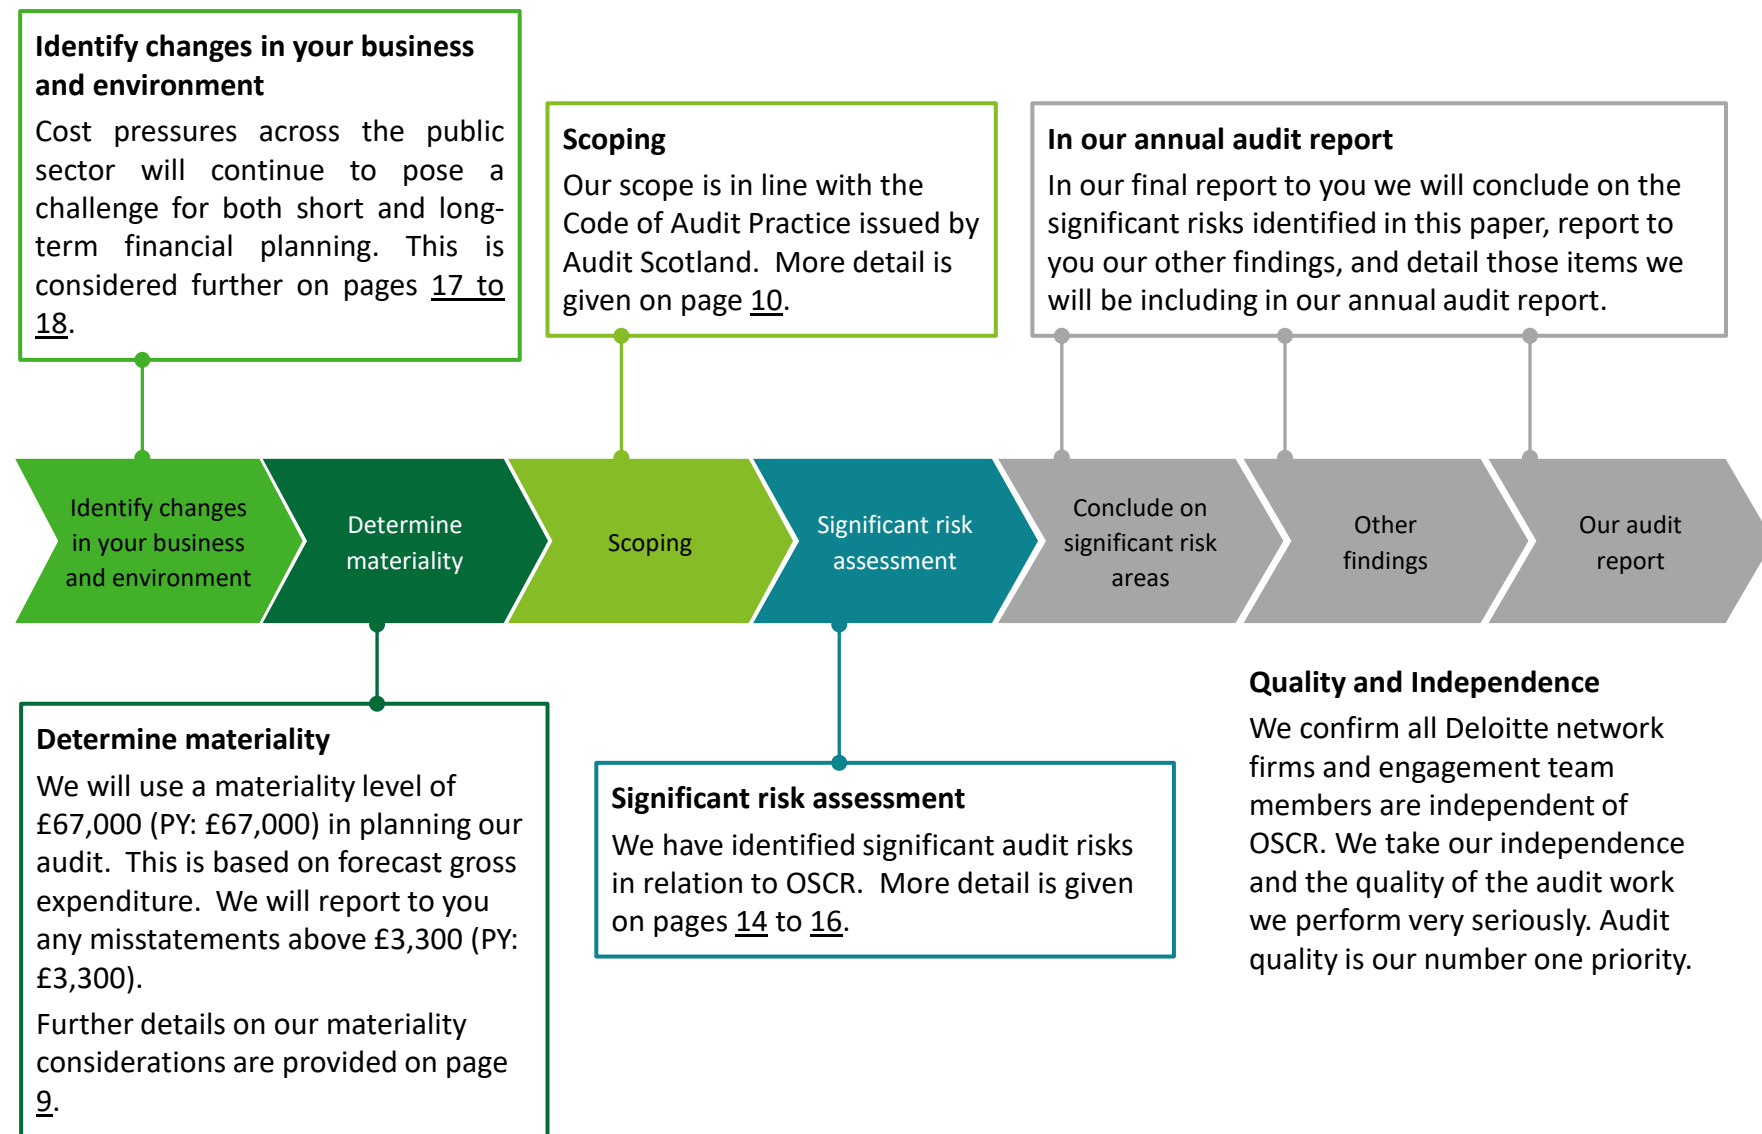 Identify changes in your business
and environment
Cost pressures across the public
sector will continue to pose a
challenge for both short and long-
term financial planning. This is
considered further on pages 17 to
18.
Scoping
Our scope is in line with the
Code of Audit Practice issued by
Audit Scotland. More detail is
given on page 10.
In our annual audit report
In our final report to you we will conclude on the
significant risks identified in this paper, report to
you our other findings, and detail those items we
will be including in our annual audit report.
Identify changes
in your business
and environment
Determine
materiality
Scoping
Significant risk
assessment
Conclude on
significant risk
areas
Other
findings
Our audit
report
Determine materiality
We will use a materiality level of
£67,000 (PY: £67,000) in planning our
audit. This is based on forecast gross
expenditure. We will report to you
any misstatements above £3,300 (PY:
£3,300).
Further details on our materiality
considerations are provided on page
9.
Significant risk assessment
We have identified significant audit risks
in relation to OSCR. More detail is given
on pages 14 to 16.
Quality and Independence
We confirm all Deloitte network
firms and engagement team
members are independent of
OSCR. We take our independence
and the quality of the audit work
we perform very seriously. Audit
quality is our number one priority.